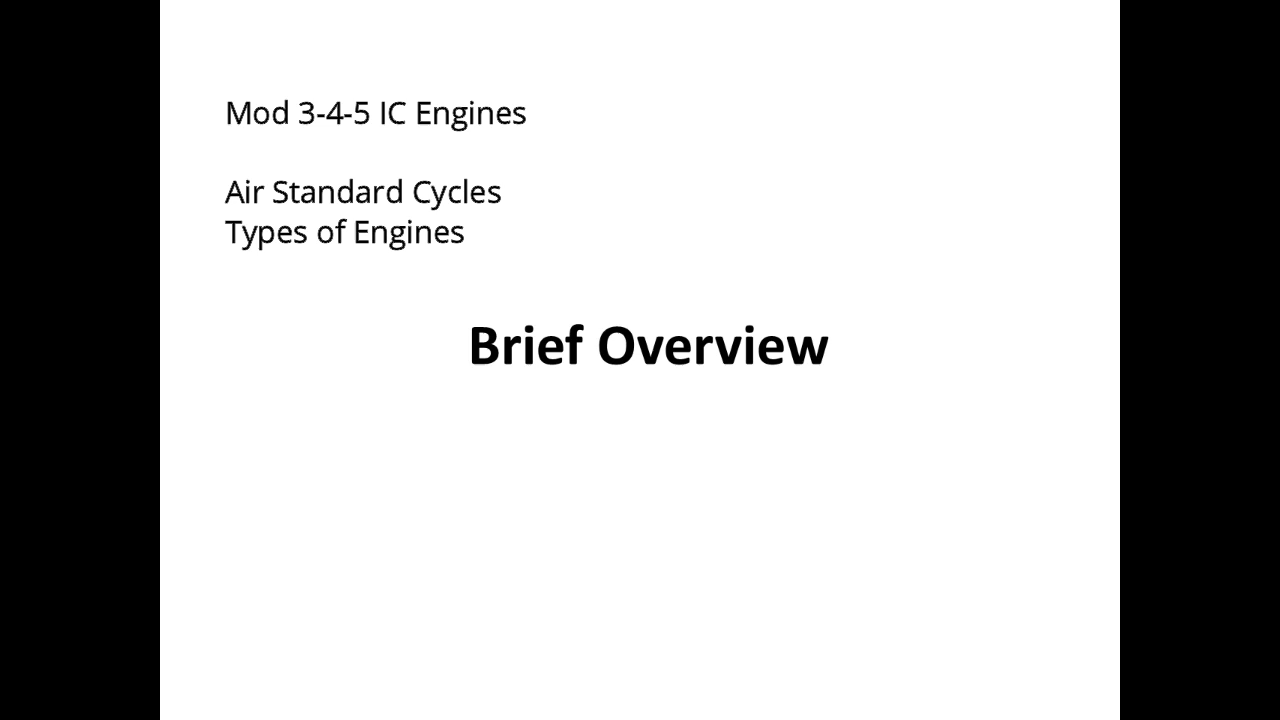 Mod 3-4-5 IC Engines
Air Standard Cycles
Types of Engines
Brief Overview